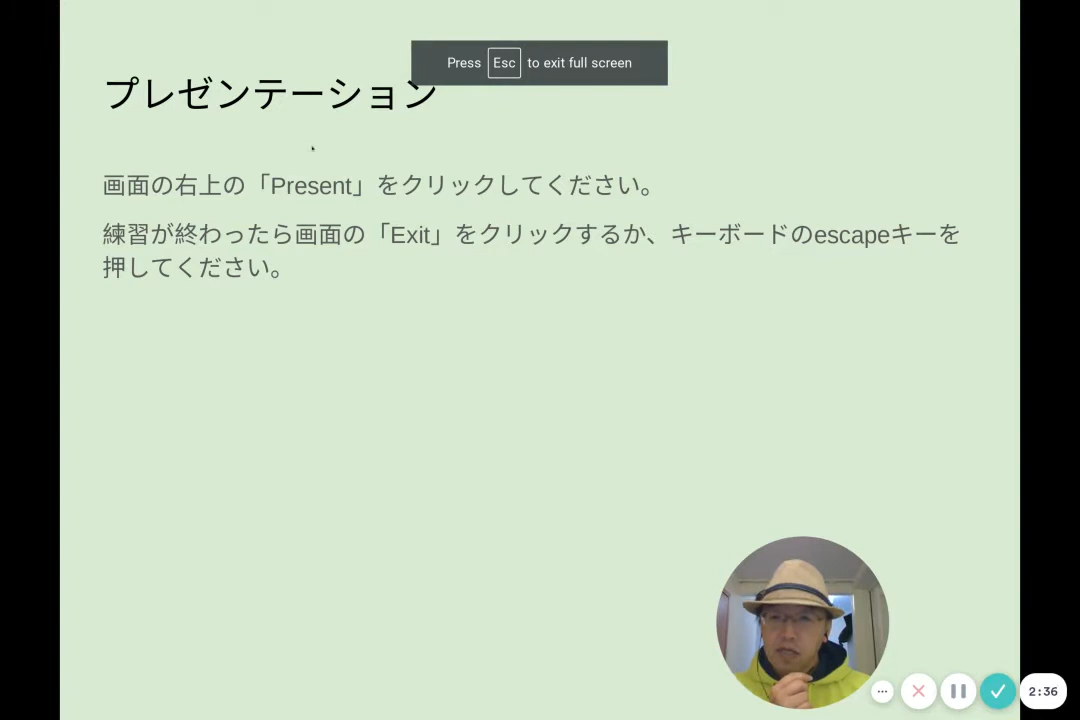 Press Esc to exit full screen
プレゼンテーション
画面の右上の「Present」をクリックしてください。
練習が終わったら画面の「Exit」をクリックするか、キーボードのescapeキーを
押してください。
2:36